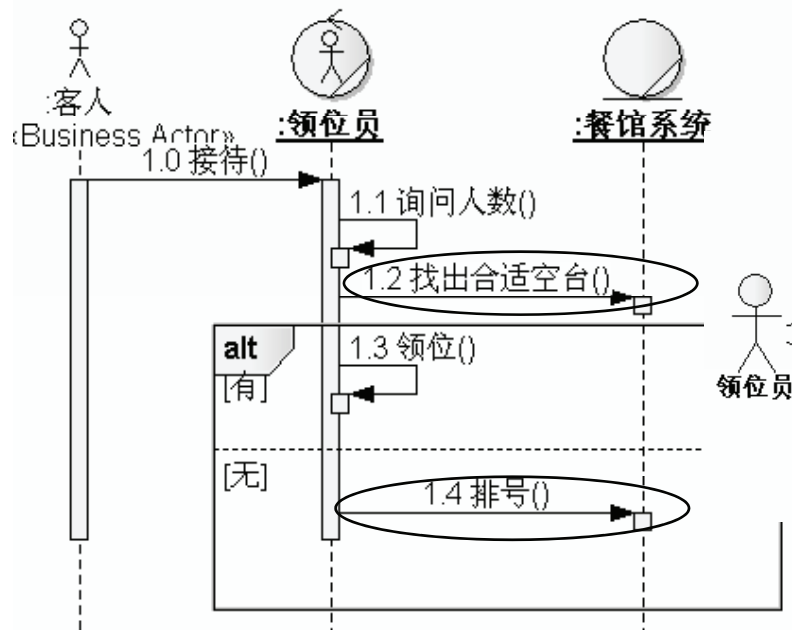 :客人
«Business Actor»
:领位员
:餐馆系统
1.0 接待()
1.1 询问人数()
1.2 找出合适空台()
alt
1.3 领位()
[有]
领位员
[无]
1.4 排号()